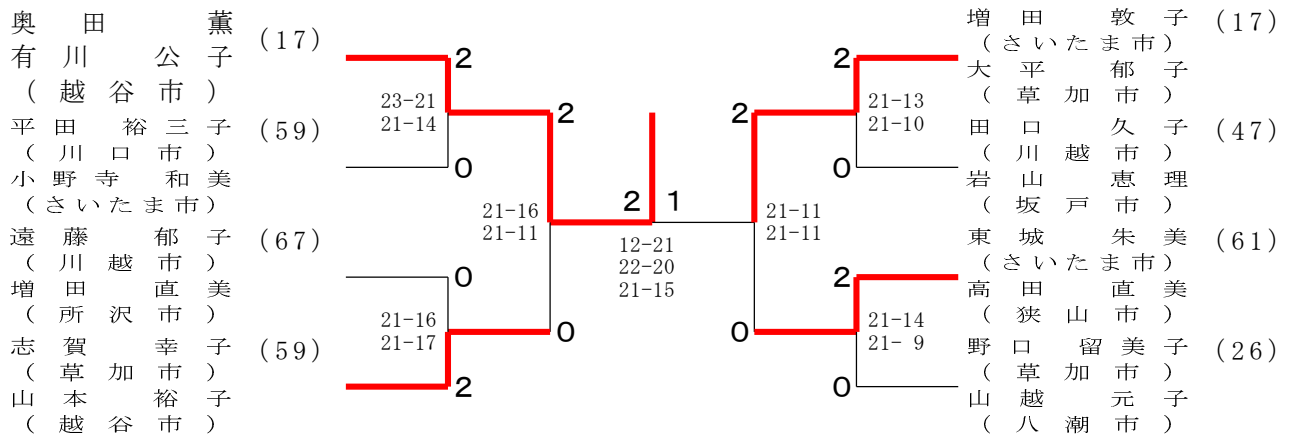 奥田 薫
有川 公子
(越谷市)
(17)
平田 裕三子
(川口市)
小野寺 和美
(さいたま市)
(59)
遠藤 郁子
(川越市)
増田 直美
(所沢市)
(67)
志賀 幸子
(草加市)
山本 裕子
(越谷市)
(59)
2
23-21
21-14
0
2
0
21-16
21-17
2
21-16
21-11
0
2 1
12-21
22-20
21-15
2
21-11
21-11
0
2
21-13
21-10
0
2
21-14
21- 9
0
増田 敦子
(さいたま市)
大平 郁子
(草加市)
(17)
田口 久子
(川越市)
岩山 恵理
(坂戸市)
(47)
東城 朱美
(さいたま市)
高田 直美
(狭山市)
(61)
野口 留美子
(草加市)
山越 元子
(八潮市)
(26)